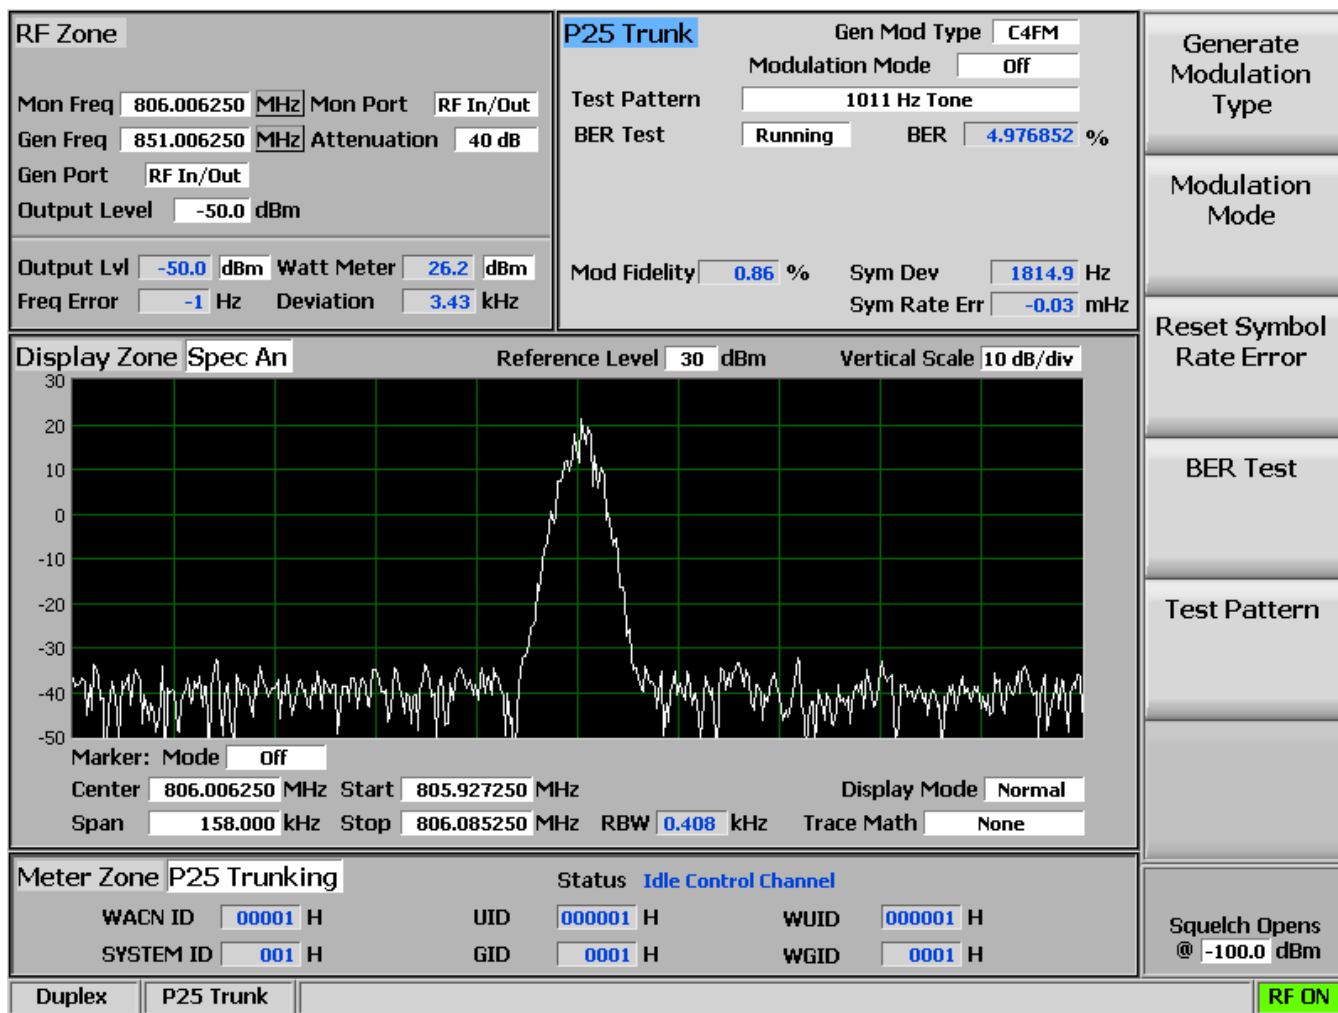 RF Zone
Mon Freq 806.006250 MHz Mon Port RF In/Out
Gen Freq 851.006250 MHz Attenuation 40 dB
Gen Port RF In/Out
Output Level -50.0 dBm
Output Lvl -50.0 dBm Watt Meter 26.2 dBm
Freq Error -1 Hz Deviation 3.43 kHz
P25 Trunk Gen Mod Type C4FM
Modulation Mode Off
Test Pattern 1011 Hz Tone
BER Test Running BER 4.976852 %
Mod Fidelity 0.86 % Sym Dev 1814.9 Hz
Sym Rate Err -0.03 mHz
Display Zone Spec An Reference Level 30 dBm Vertical Scale 10 dB/div
30
20
10
0
-10
-20
-30
-40
-50
Marker: Mode Off
Center 806.006250 MHz Start 805.927250 MHz Display Mode Normal
Span 158.000 kHz Stop 806.085250 MHz RBW 0.408 kHz Trace Math None
Meter Zone P25 Trunking Status Idle Control Channel
WACN ID 00001 H UID 000001 H WUID 000001 H
SYSTEM ID 001 H GID 0001 H WGID 0001 H
Duplex P25 Trunk
Generate
Modulation
Type
Modulation
Mode
Reset Symbol
Rate Error
BER Test
Test Pattern
Squelch Opens
@ -100.0 dBm
RF ON